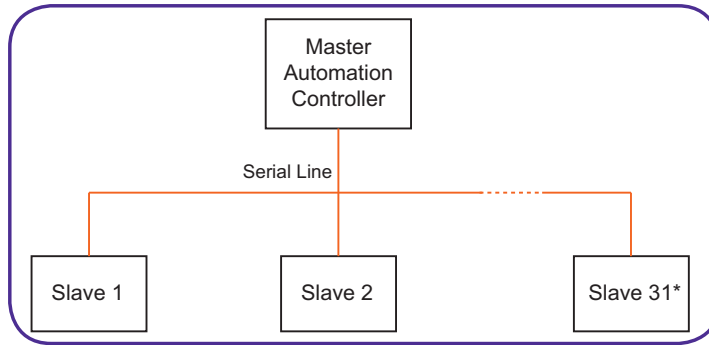 Master
Automation
Controller
Serial Line
Slave 1
Slave 2
Slave 31*